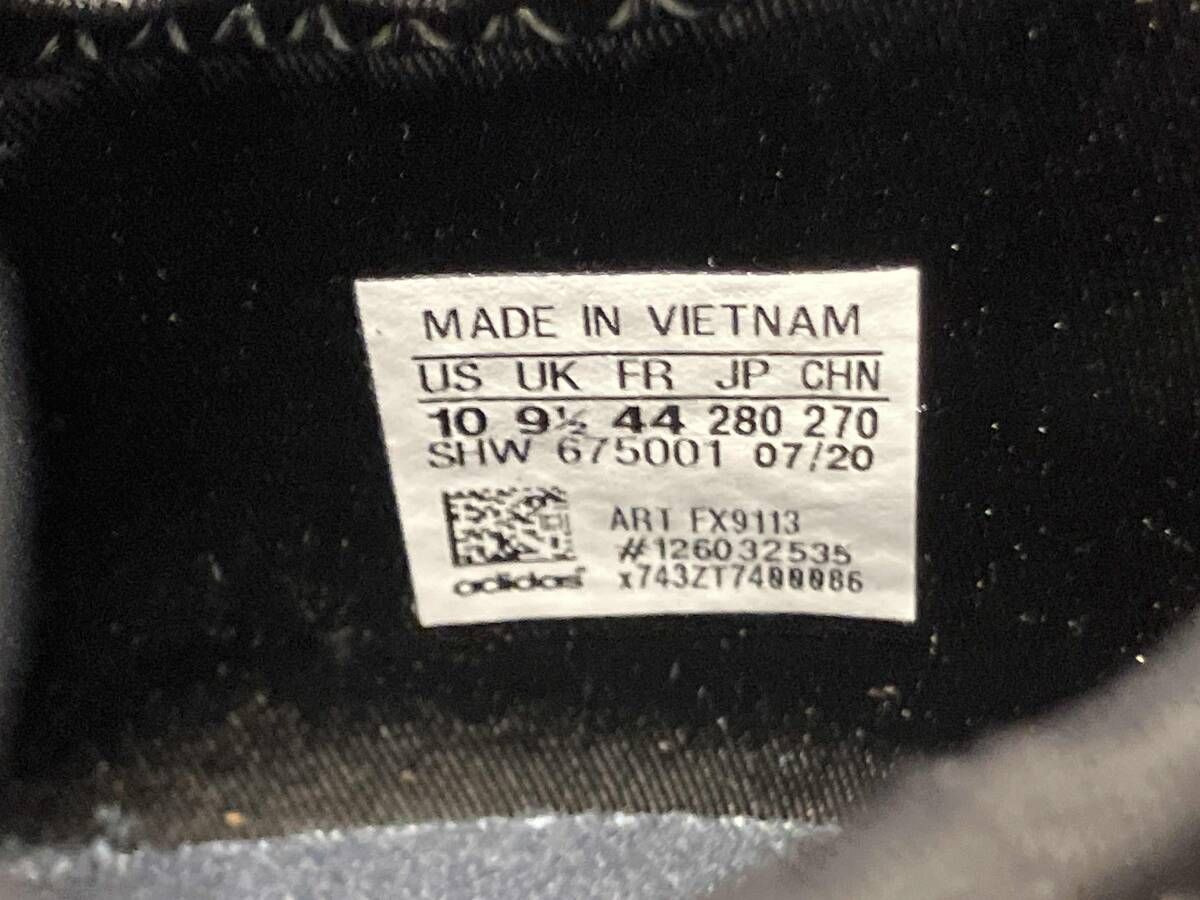 MADE IN VIETNAM
US UK FR JP CHN
10 9½ 44 280 270
SHW 675001 07/20
ART FX9113
#126032535
adidas x743ZT7400086